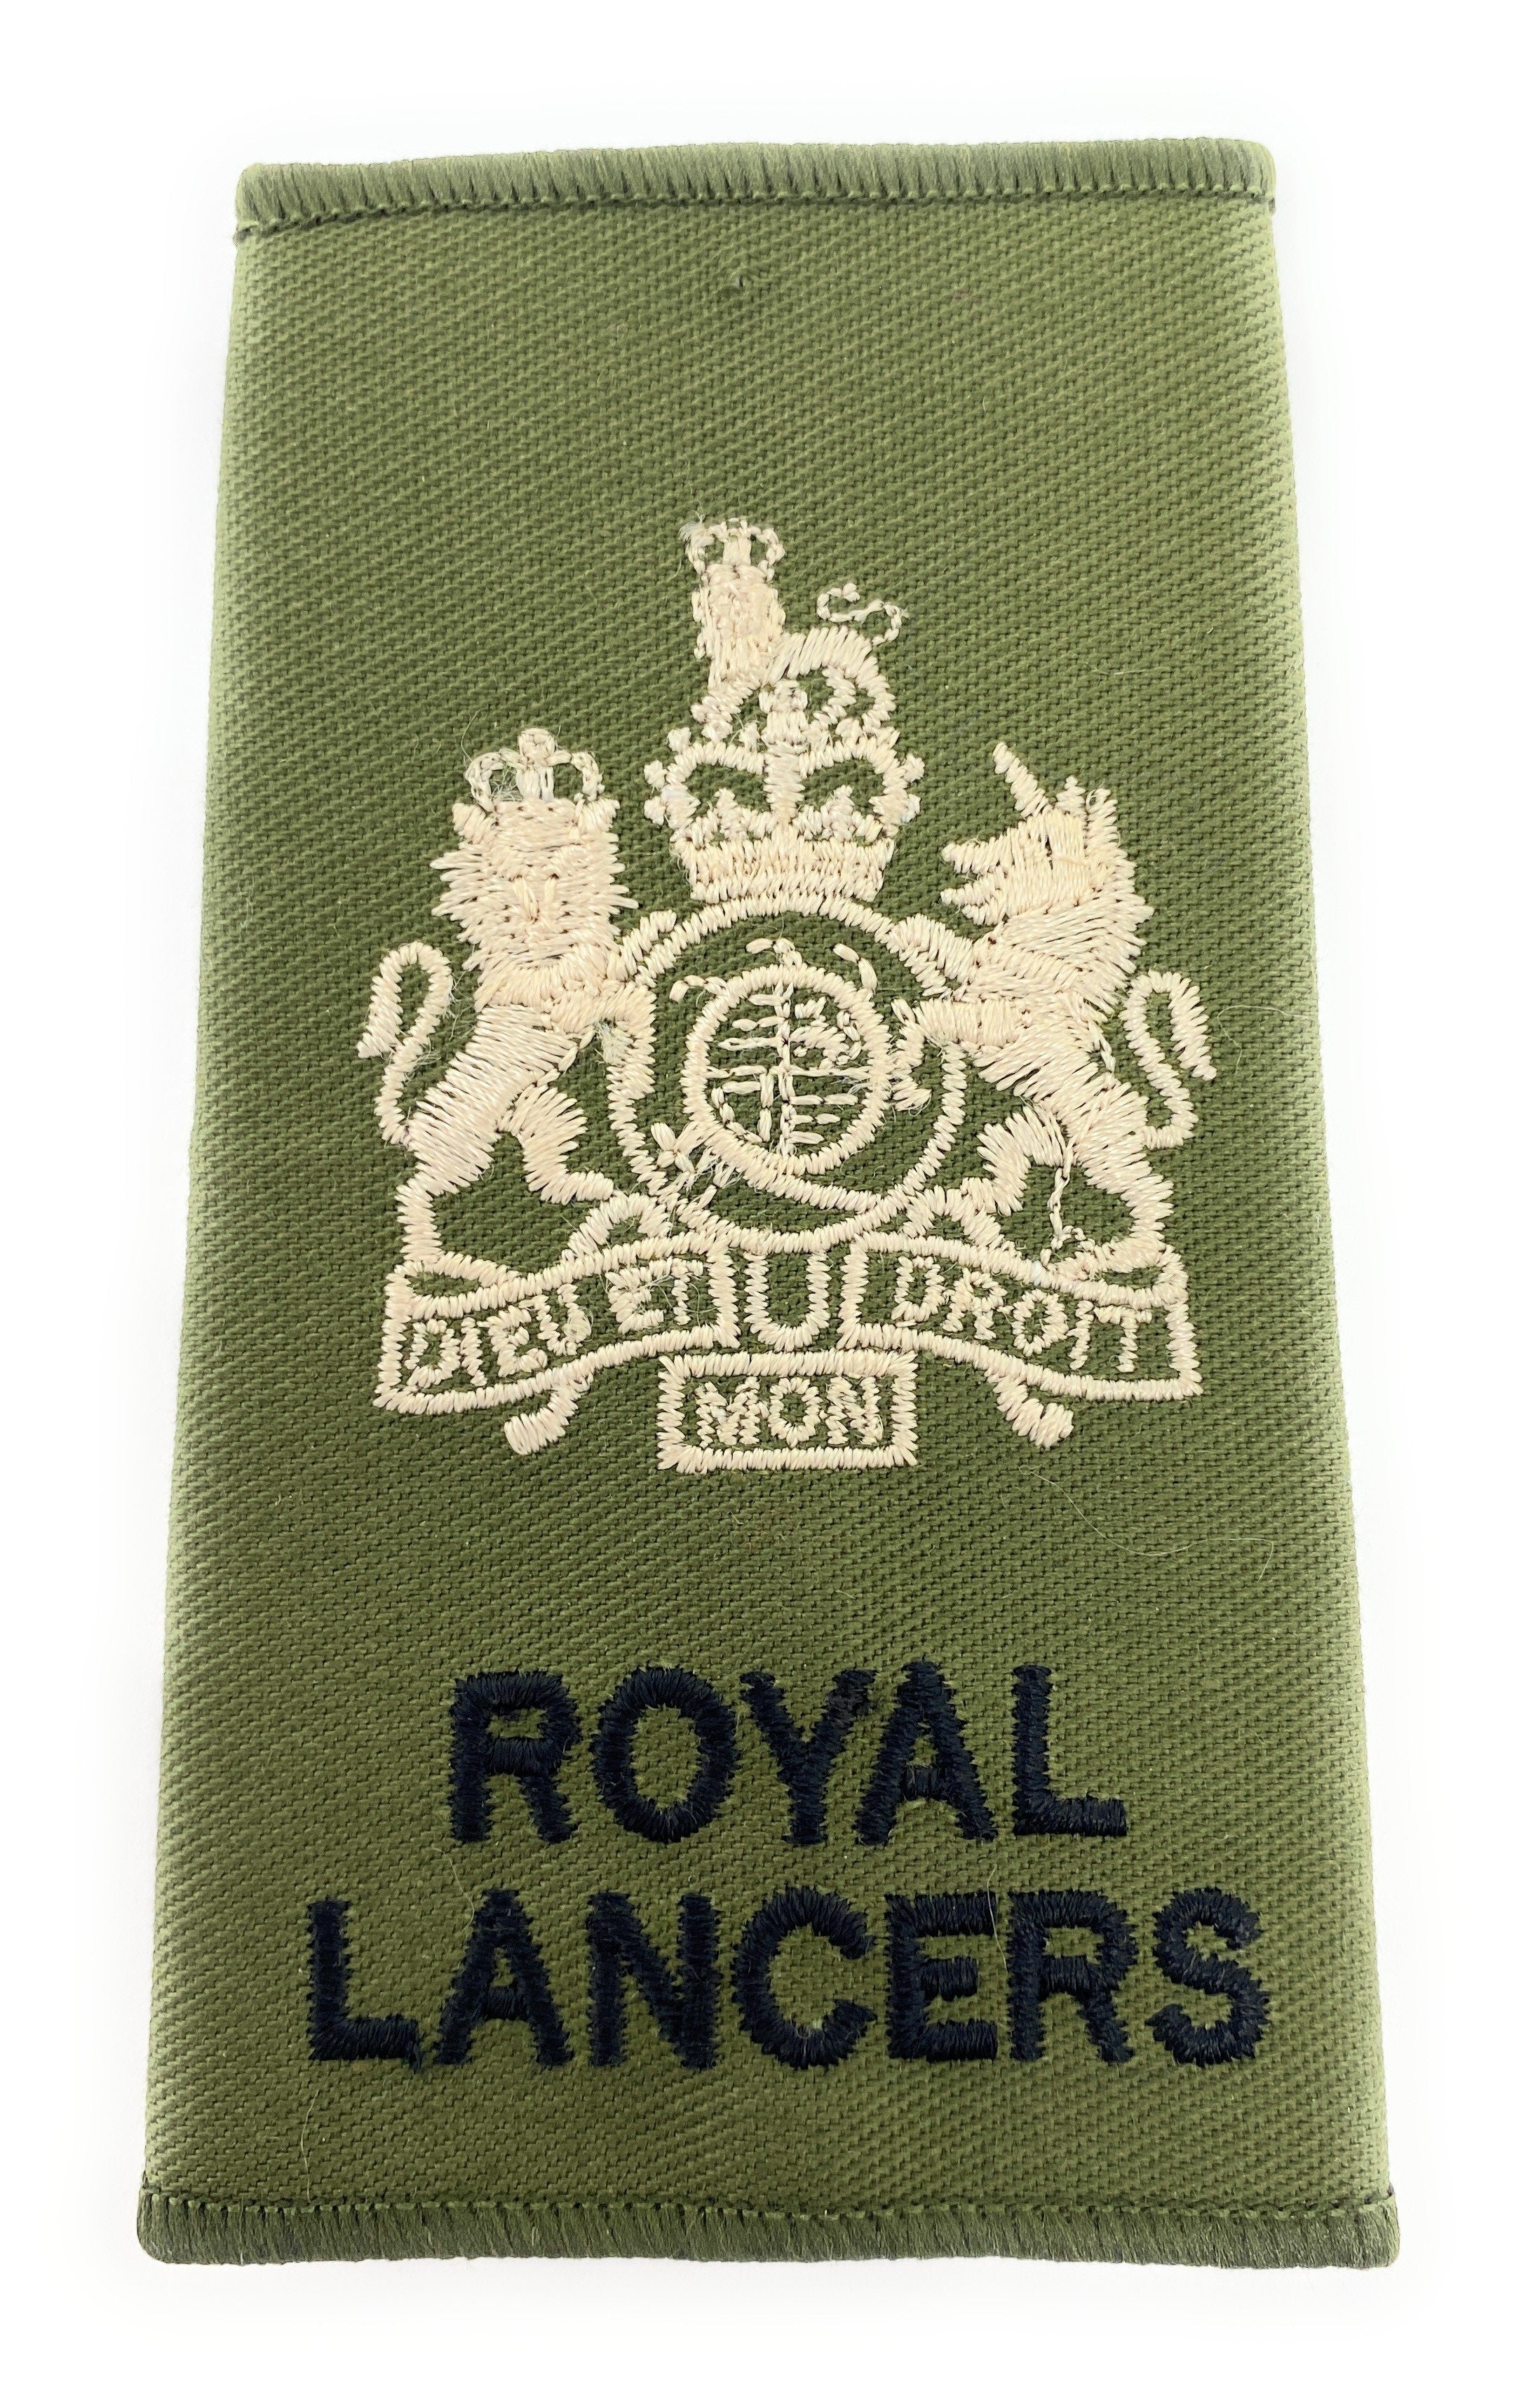 DIEU ET DROIT
MON
ROYAL
LANCERS